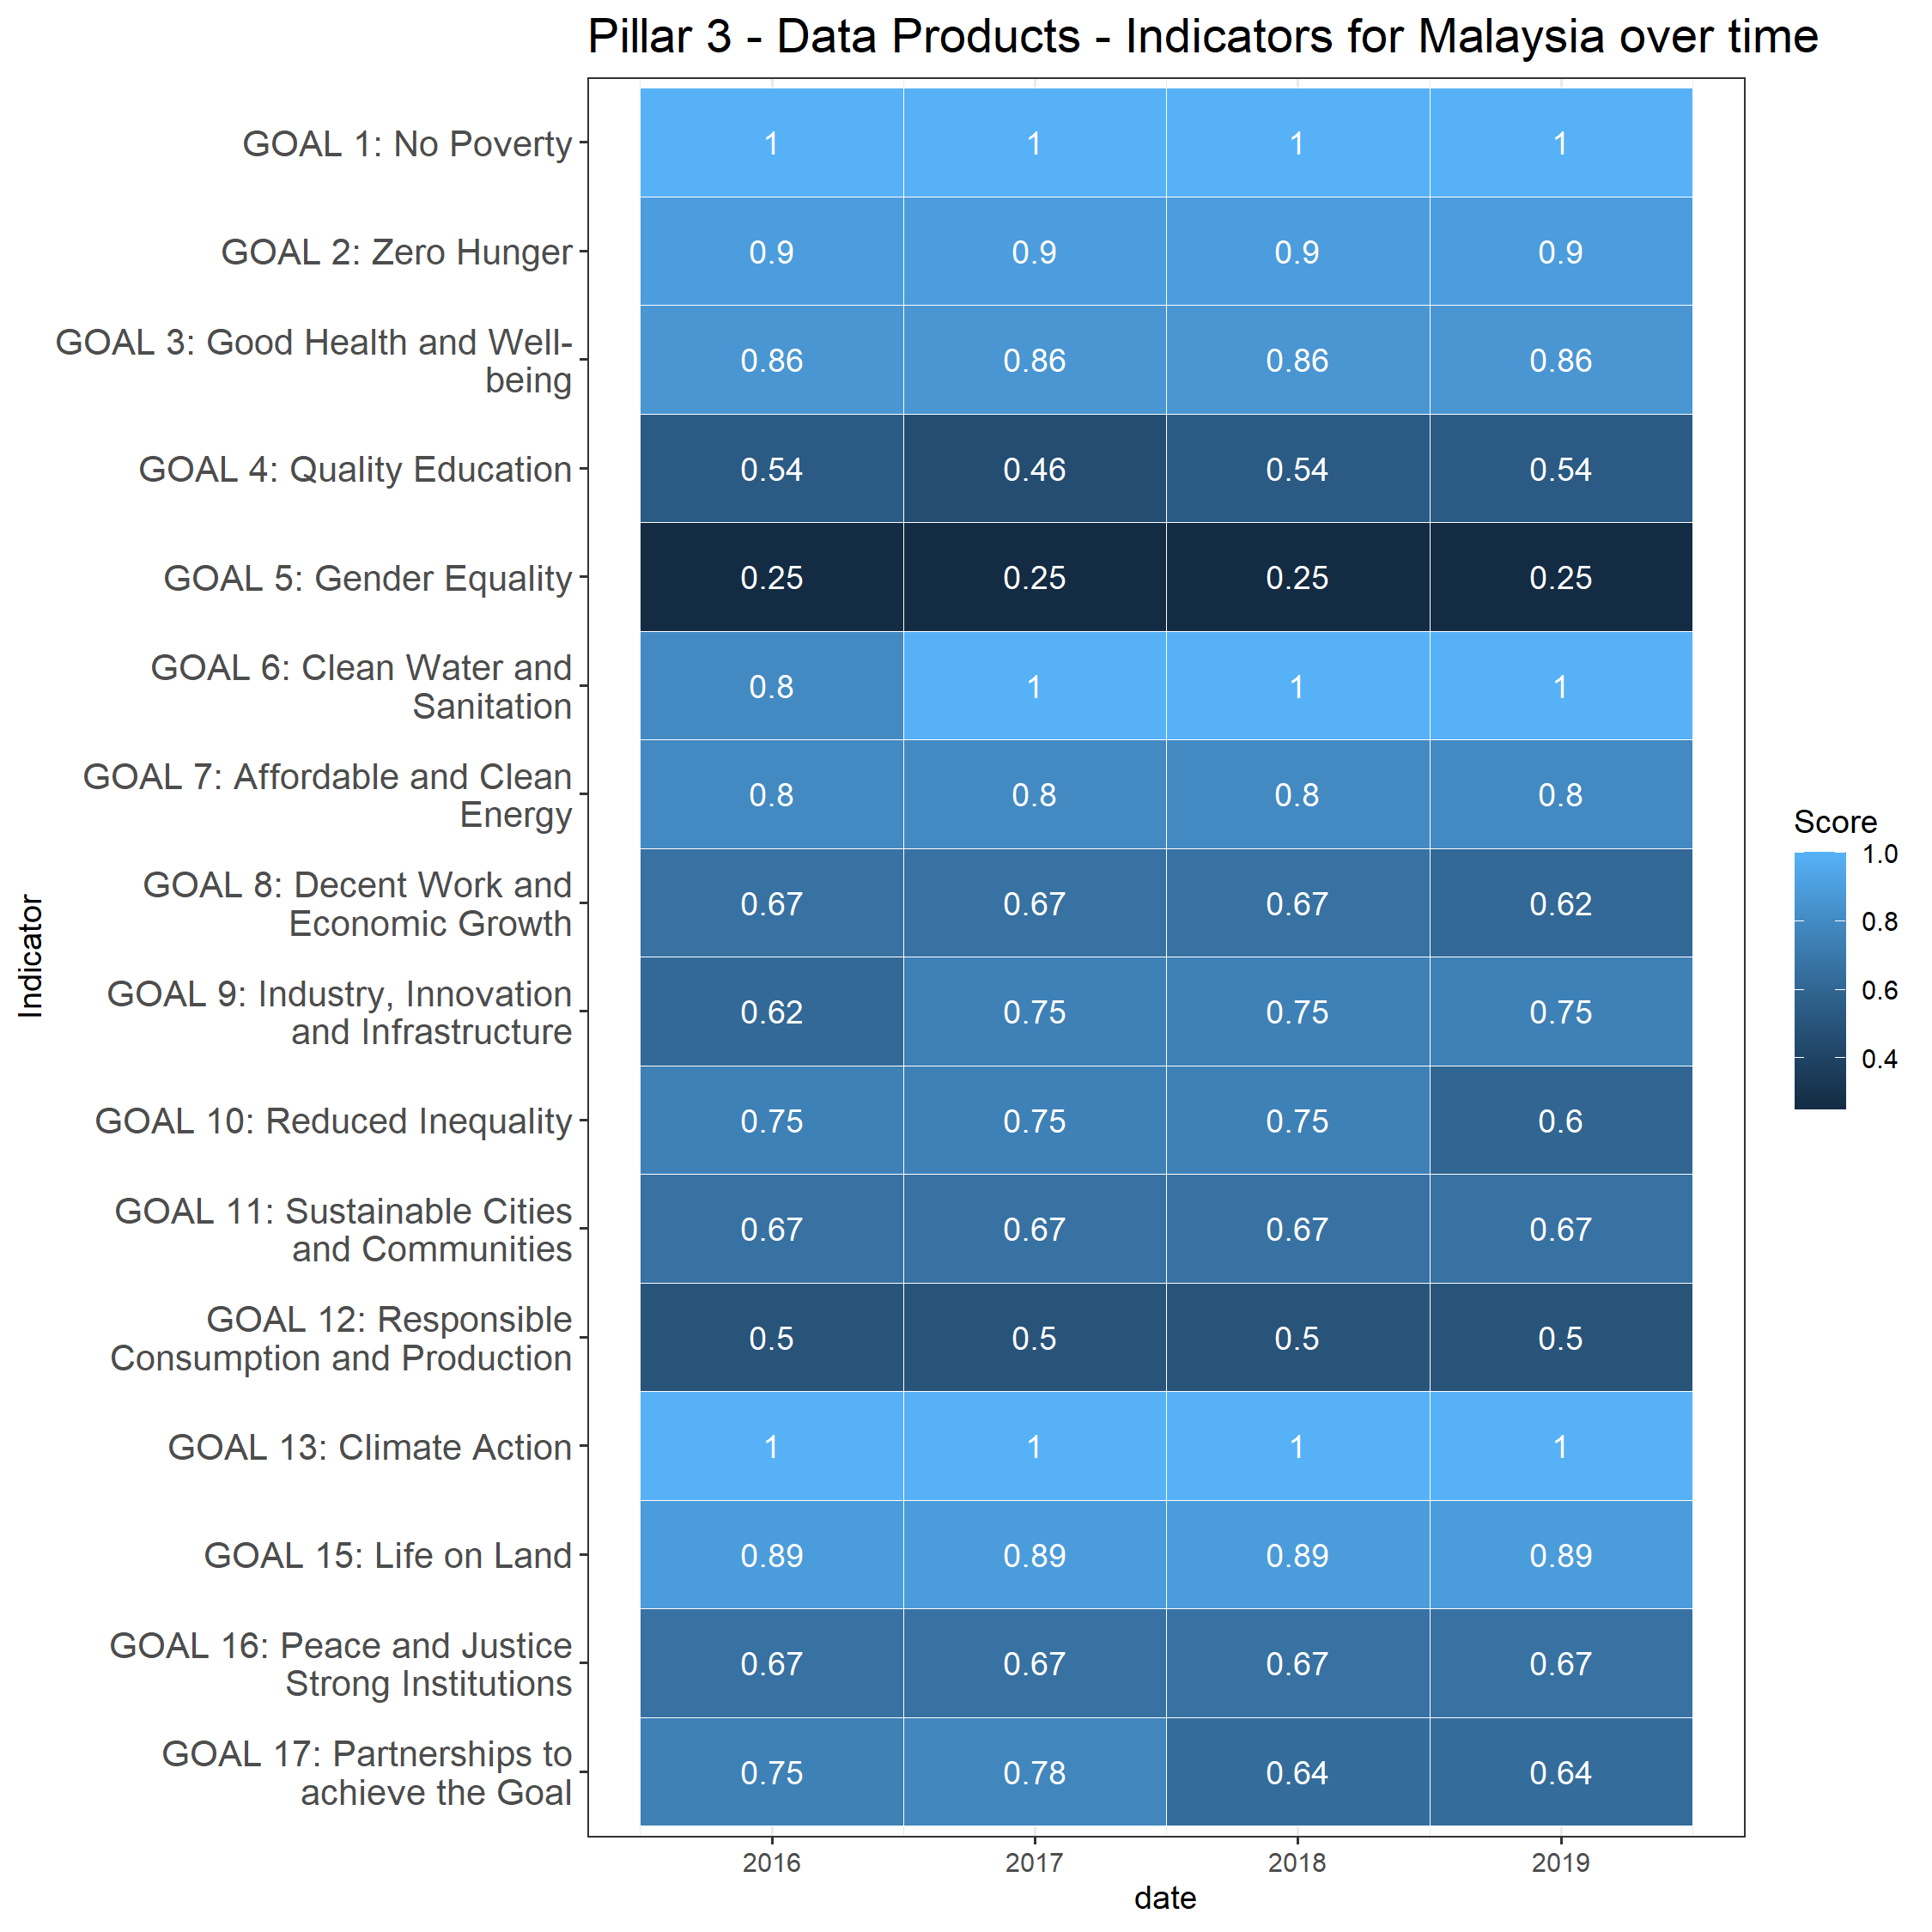 Pillar 3 - Data Products - Indicators for Malaysia over time
Indicator
GOAL 1: No Poverty
1 1 1 1
GOAL 2: Zero Hunger
0.9 0.9 0.9 0.9
GOAL 3: Good Health and Well-
being
0.86 0.86 0.86 0.86
GOAL 4: Quality Education
0.54 0.46 0.54 0.54
GOAL 5: Gender Equality
0.25 0.25 0.25 0.25
GOAL 6: Clean Water and
Sanitation
0.8 1 1 1
GOAL 7: Affordable and Clean
Energy
0.8 0.8 0.8 0.8
GOAL 8: Decent Work and
Economic Growth
0.67 0.67 0.67 0.62
GOAL 9: Industry, Innovation
and Infrastructure
0.62 0.75 0.75 0.75
GOAL 10: Reduced Inequality
0.75 0.75 0.75 0.6
GOAL 11: Sustainable Cities
and Communities
0.67 0.67 0.67 0.67
GOAL 12: Responsible
Consumption and Production
0.5 0.5 0.5 0.5
GOAL 13: Climate Action
1 1 1 1
GOAL 15: Life on Land
0.89 0.89 0.89 0.89
GOAL 16: Peace and Justice
Strong Institutions
0.67 0.67 0.67 0.67
GOAL 17: Partnerships to
achieve the Goal
0.75 0.78 0.64 0.64
2016 2017 2018 2019
date
Score
1.0
0.8
0.6
0.4